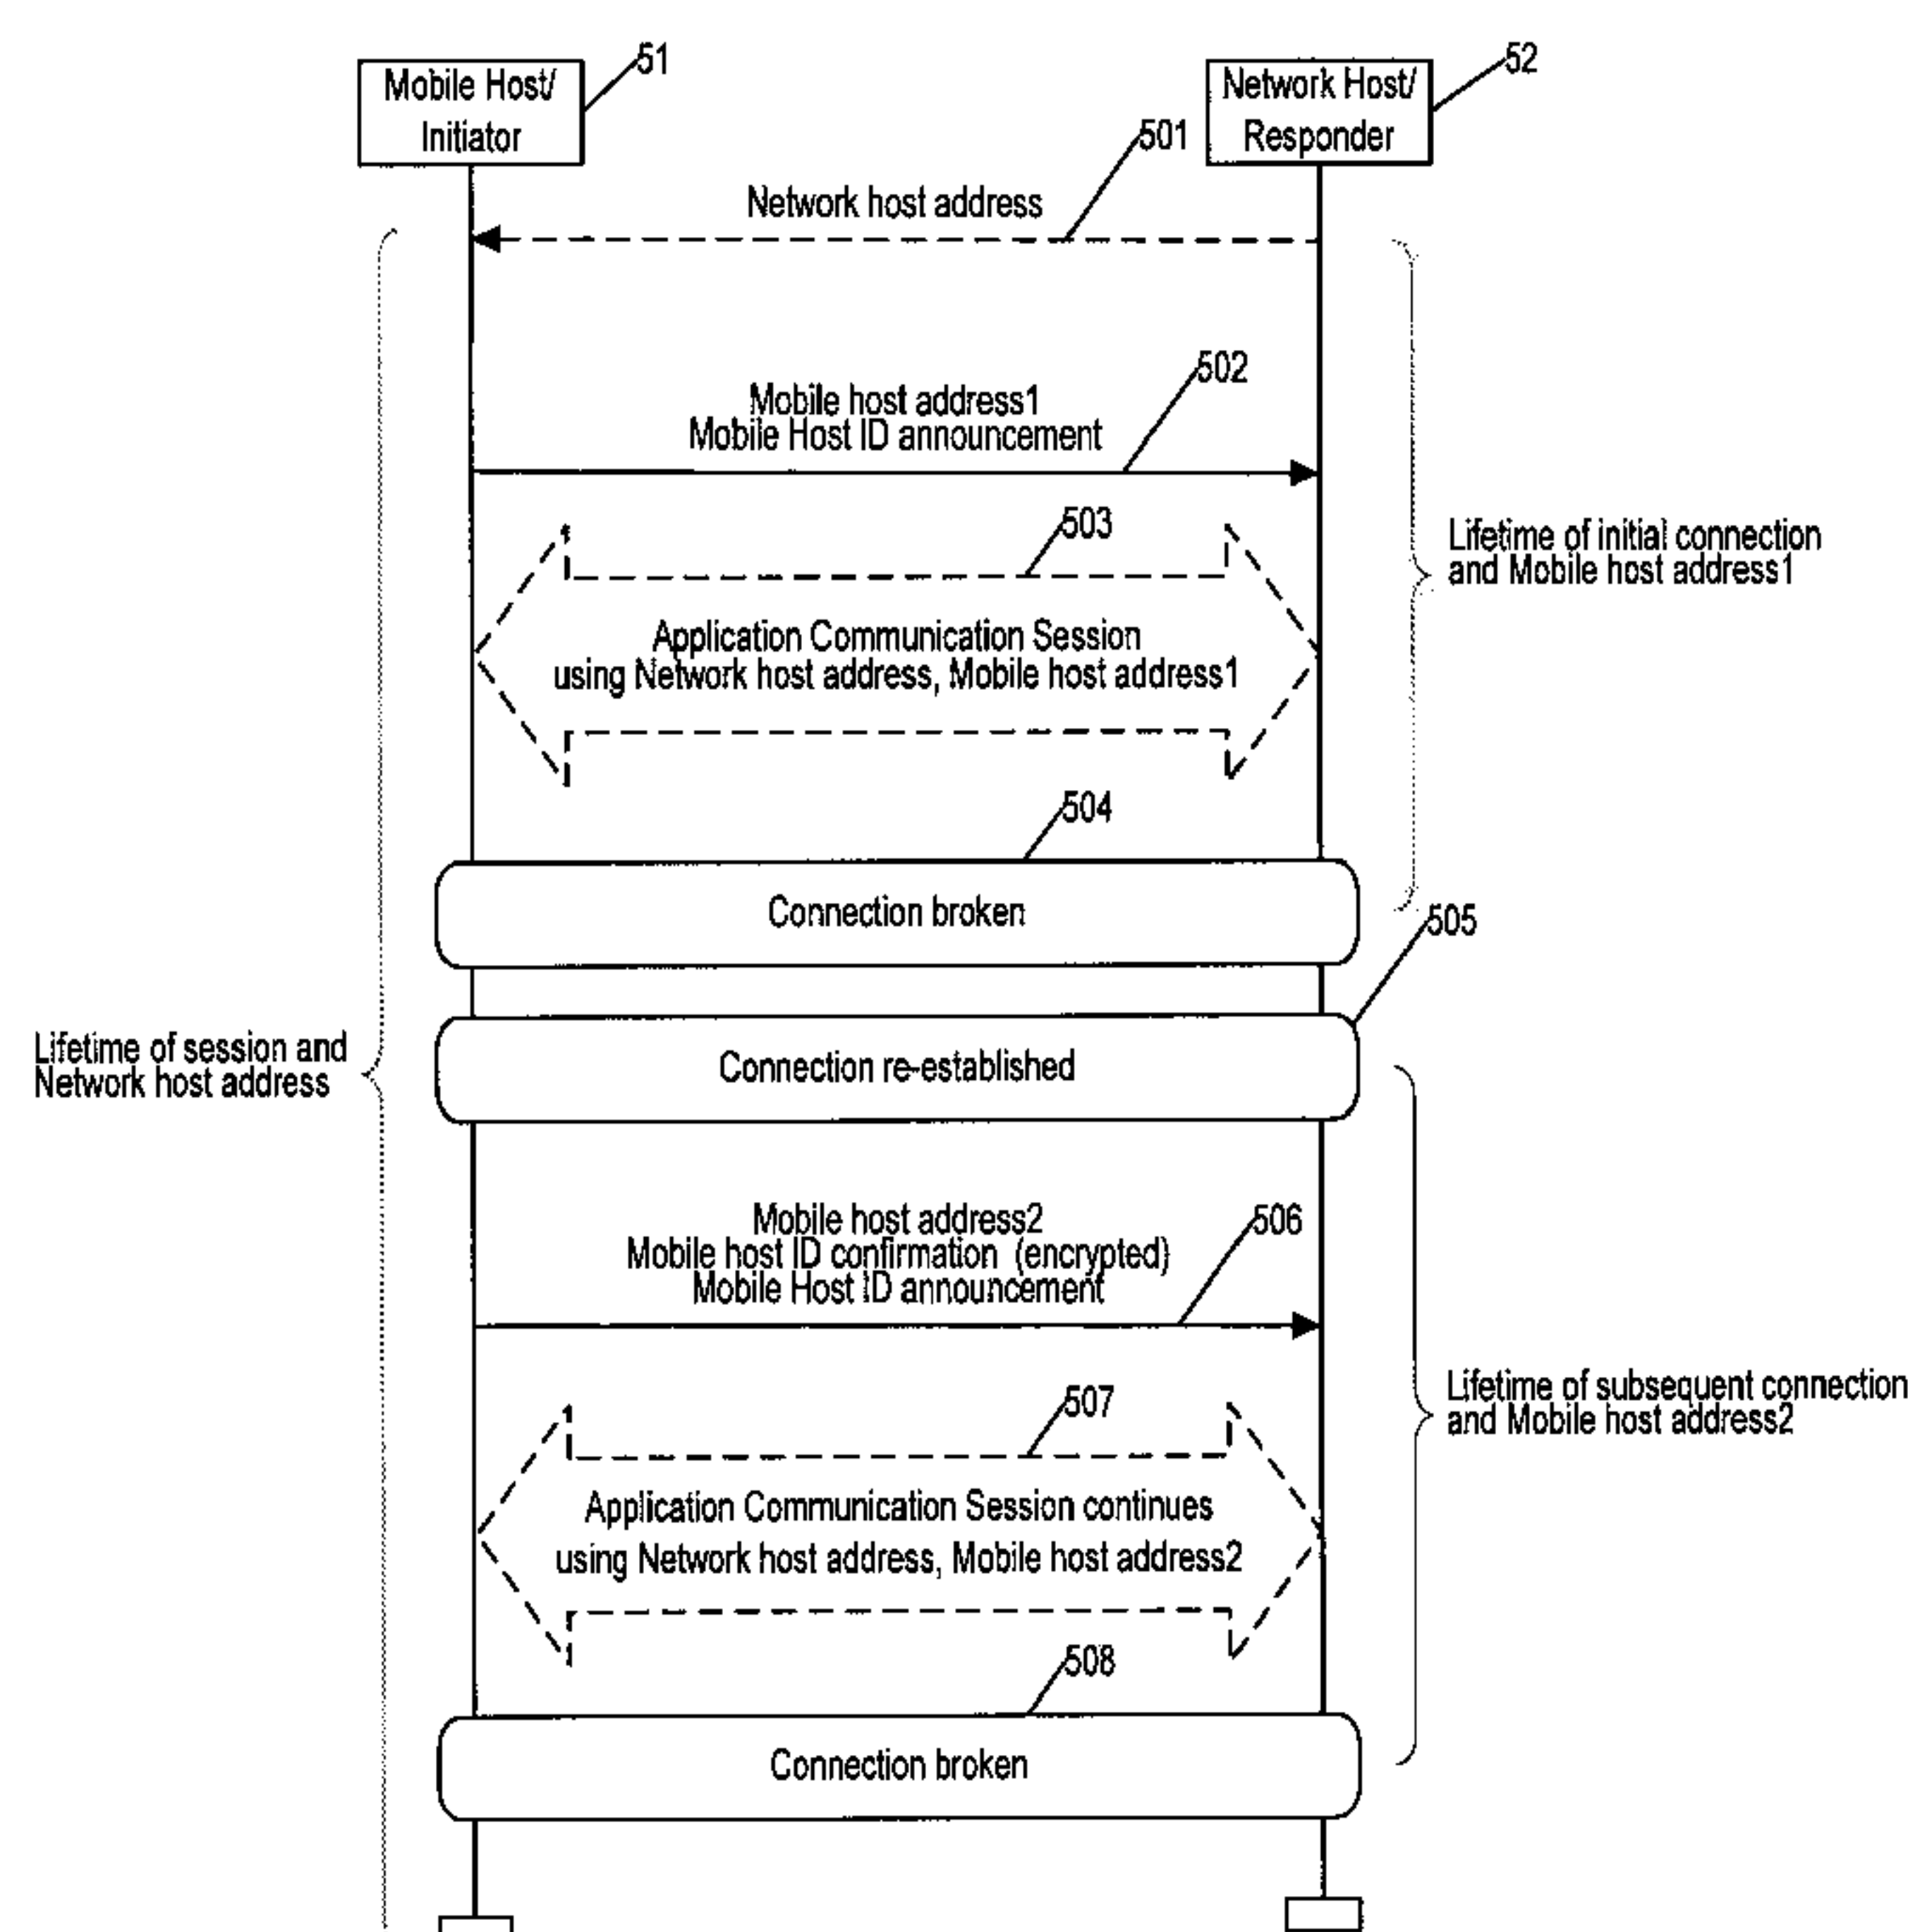 51
52
Mobile Host/
Initiator
Network Host/
Responder
501
Network host address
502
Mobile host address1
Mobile Host ID announcement
503
Lifetime of initial connection
and Mobile host address1
Application Communication Session
using Network host address, Mobile host address1
504
Connection broken
505
Lifetime of session and
Network host address
Connection re-established
Mobile host address2
Mobile host ID confirmation (encrypted)
Mobile Host ID announcement
506
507
Lifetime of subsequent connection
and Mobile host address2
Application Communication Session continues
using Network host address, Mobile host address2
508
Connection broken